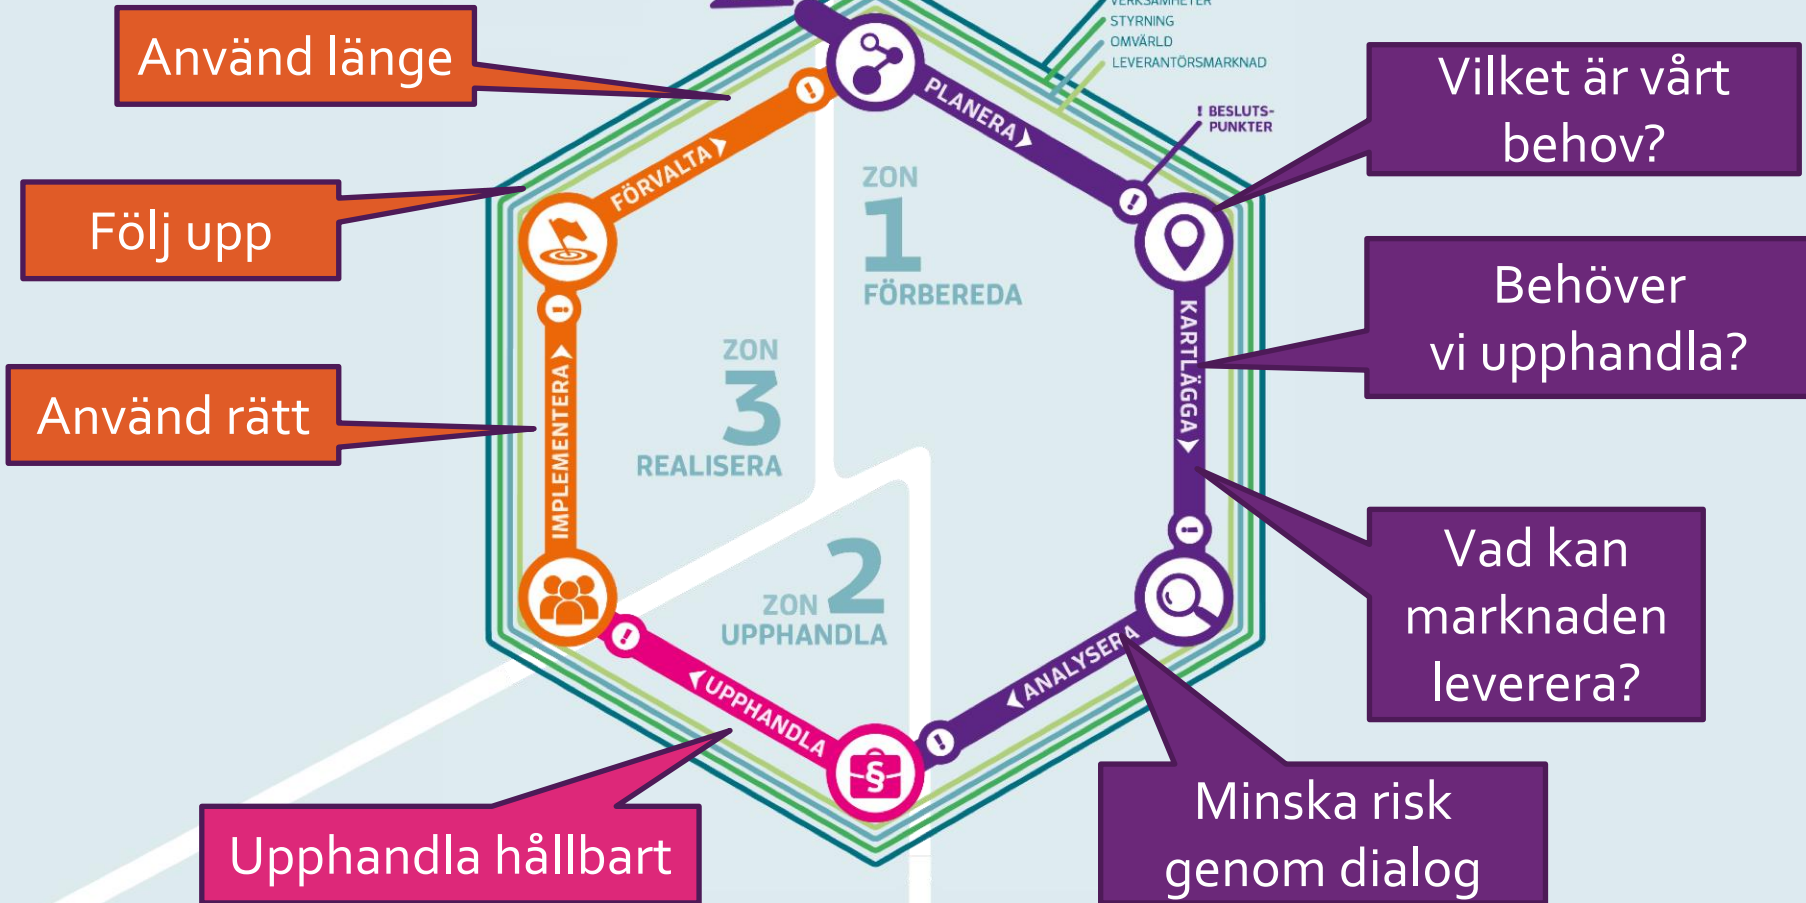 VERKSAMHETER
STYRNING
OMVÄRLD
LEVERANTÖRSMARKNAD
! BESLUTS-
PUNKTER
Använd länge
Följ upp
Använd rätt
Upphandla hållbart
Vilket är vårt
behov?
Behöver
vi upphandla?
Vad kan
marknaden
leverera?
Minska risk
genom dialog
PLANERA
KARTLÄGGA
ANALYSERA
UPPHANDLA
IMPLEMENTERA
FÖRVALTA
ZON
1
FÖRBEREDA
ZON
3
REALISERA
ZON 2
UPPHANDLA
!
!
!
!
!
!
§